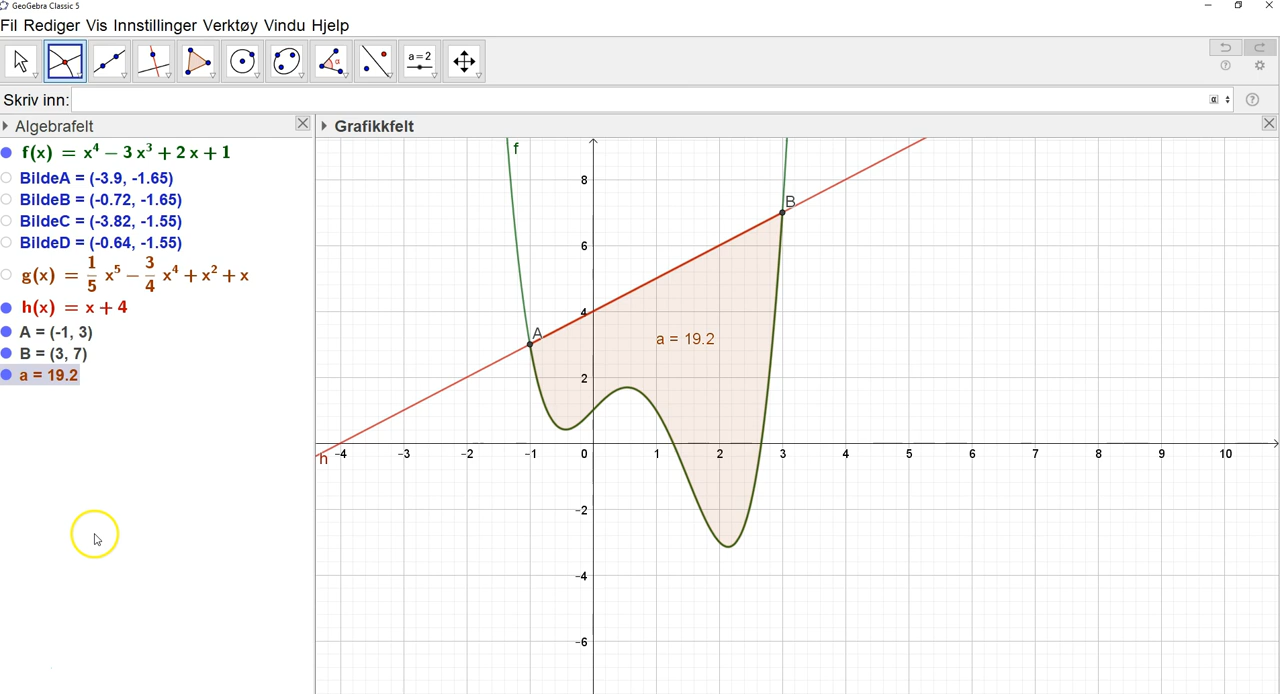 GeoGebra Classic 5
Fil Rediger Vis Innstillinger Verktøy Vindu Hjelp
α
a = 2
Skriv inn:
α
Algebrafelt
Grafikkfelt
f(x) = x⁴ − 3 x³ + 2 x + 1
BildeA = (-3.9, -1.65)
BildeB = (-0.72, -1.65)
BildeC = (-3.82, -1.55)
BildeD = (-0.64, -1.55)
g(x) = 1/5 x⁵ − 3/4 x⁴ + x² + x
h(x) = x + 4
A = (-1, 3)
B = (3, 7)
a = 19.2
f
8
B
6
4
A
a = 19.2
2
h
-4 -3 -2 -1 0 1 2 3 4 5 6 7 8 9 10
-2
-4
-6